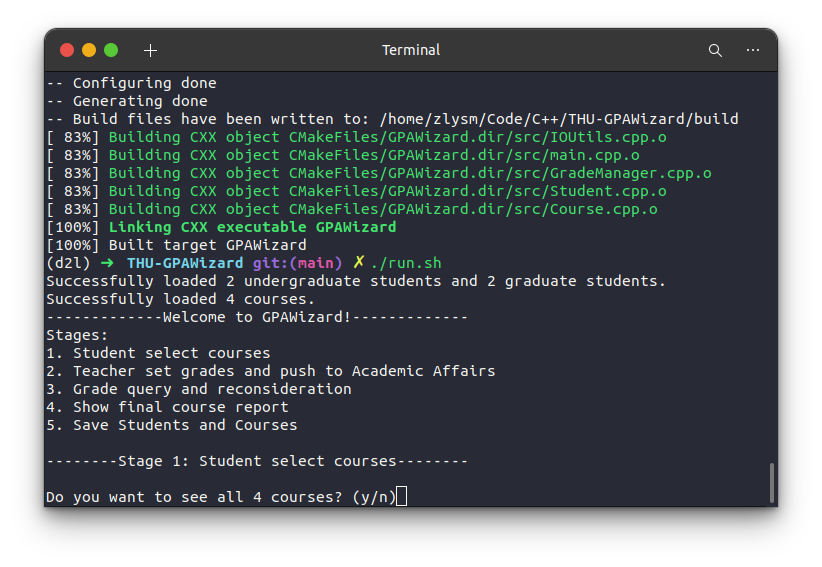 Terminal
-- Configuring done
-- Generating done
-- Build files have been written to: /home/zlysm/Code/C++/THU-GPAWizard/build
[ 83%] Building CXX object CMakeFiles/GPAWizard.dir/src/IOUtils.cpp.o
[ 83%] Building CXX object CMakeFiles/GPAWizard.dir/src/main.cpp.o
[ 83%] Building CXX object CMakeFiles/GPAWizard.dir/src/GradeManager.cpp.o
[ 83%] Building CXX object CMakeFiles/GPAWizard.dir/src/Student.cpp.o
[ 83%] Building CXX object CMakeFiles/GPAWizard.dir/src/Course.cpp.o
[100%] Linking CXX executable GPAWizard
[100%] Built target GPAWizard
(d2l) ➜ THU-GPAWizard git:(main) ✗ ./run.sh
Successfully loaded 2 undergraduate students and 2 graduate students.
Successfully loaded 4 courses.
-------------Welcome to GPAWizard!-------------
Stages:
1. Student select courses
2. Teacher set grades and push to Academic Affairs
3. Grade query and reconsideration
4. Show final course report
5. Save Students and Courses
--------Stage 1: Student select courses--------
Do you want to see all 4 courses? (y/n)